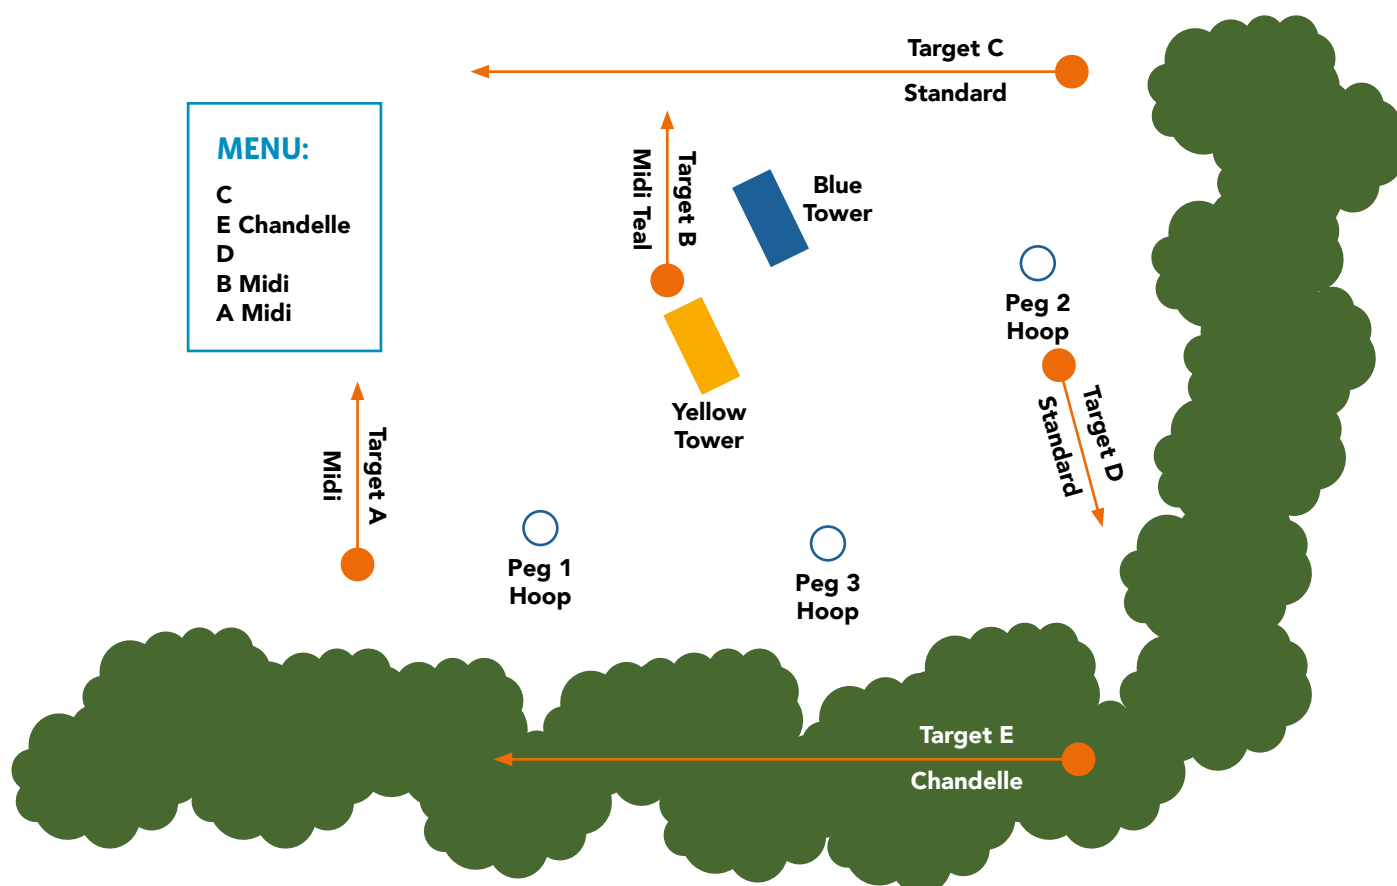 Target C
Standard
MENU:
C
E Chandelle
D
B Midi
A Midi
Target B
Midi Teal
Blue
Tower
Peg 2
Hoop
Yellow
Tower
Target D
Standard
Target A
Midi
Peg 1
Hoop
Peg 3
Hoop
Target E
Chandelle